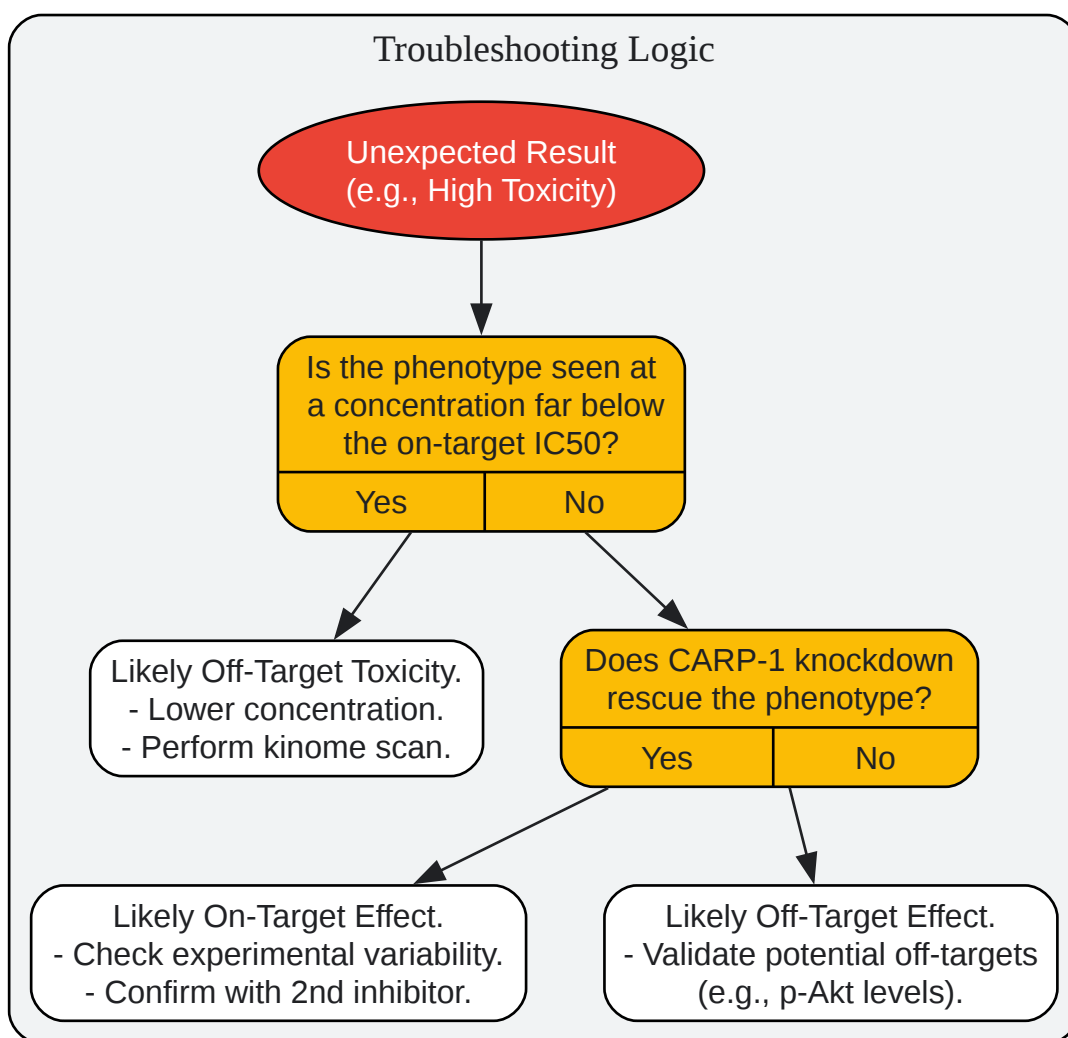 Troubleshooting Logic
Unexpected Result
(e.g., High Toxicity)
Is the phenotype seen at
a concentration far below
the on-target IC50?
Yes
No
Likely Off-Target Toxicity.
- Lower concentration.
- Perform kinome scan.
Does CARP-1 knockdown
rescue the phenotype?
Yes
No
Likely On-Target Effect.
- Check experimental variability.
- Confirm with 2nd inhibitor.
Likely Off-Target Effect.
- Validate potential off-targets
(e.g., p-Akt levels).